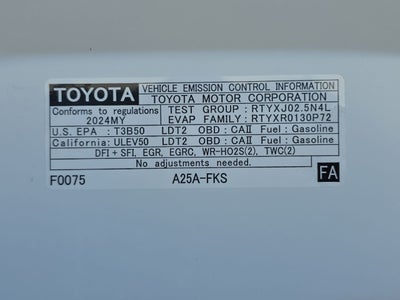 TOYOTA
VEHICLE EMISSION CONTROL INFORMATION
TOYOTA MOTOR CORPORATION
Conforms to regulations
2024MY
TEST GROUP : RTYXJ02.5N4L
EVAP FAMILY : RTYXR0130P72
U.S. EPA : T3B50 LDT2 OBD : CAII Fuel : Gasoline
California: ULEV50 LDT2 OBD : CAII Fuel : Gasoline
DFI + SFI, EGR, EGRC, WR-HO2S(2), TWC(2)
No adjustments needed.
F0075 A25A-FKS FA